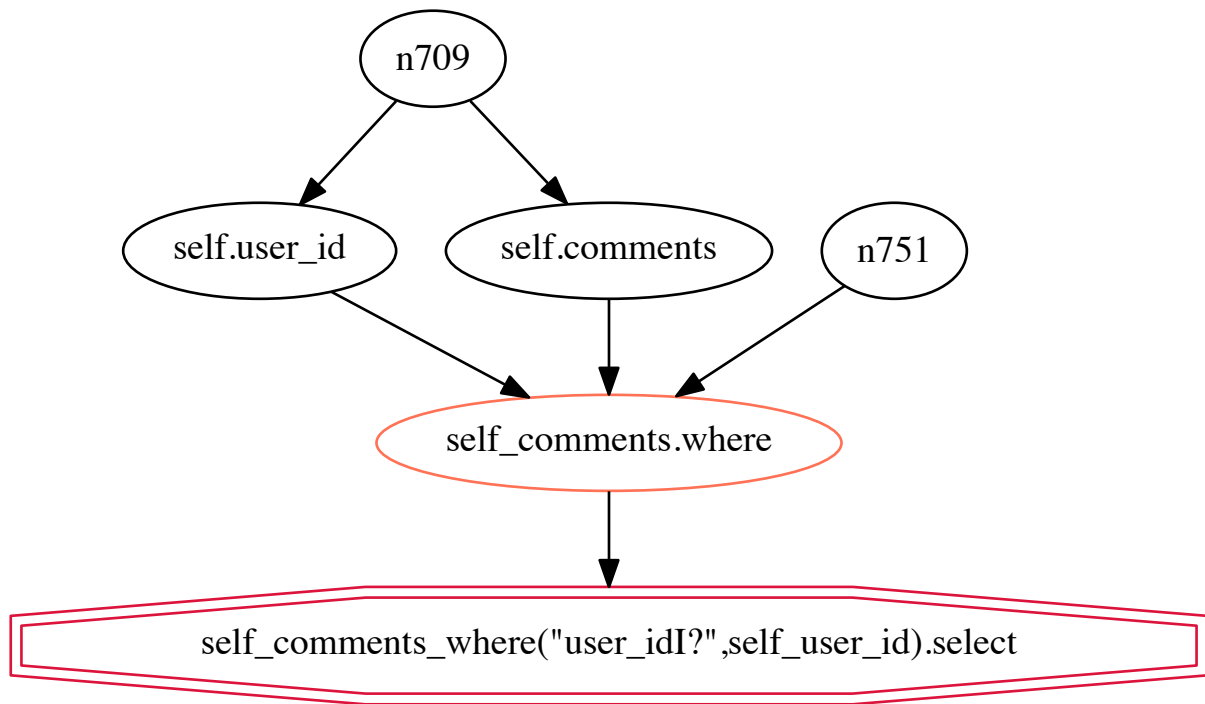 n709
self.user_id
self.comments
n751
self_comments.where
self_comments_where("user_idI?",self_user_id).select